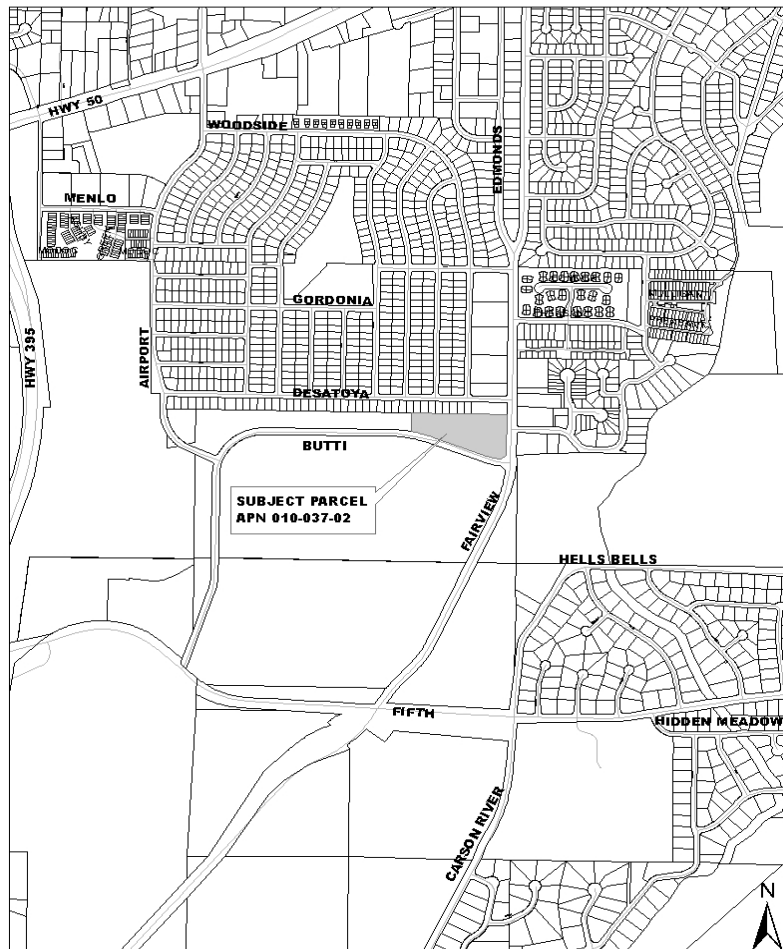 HWY 50
WOODSIDE
EDMONDS
MENLO
GORDONIA
HWY 395
AIRPORT
DESATOYA
BUTTI
SUBJECT PARCEL
APN 010-037-02
FAIRVIEW
HELLS BELLS
FIFTH
HIDDEN MEADOW
CARSON RIVER
N